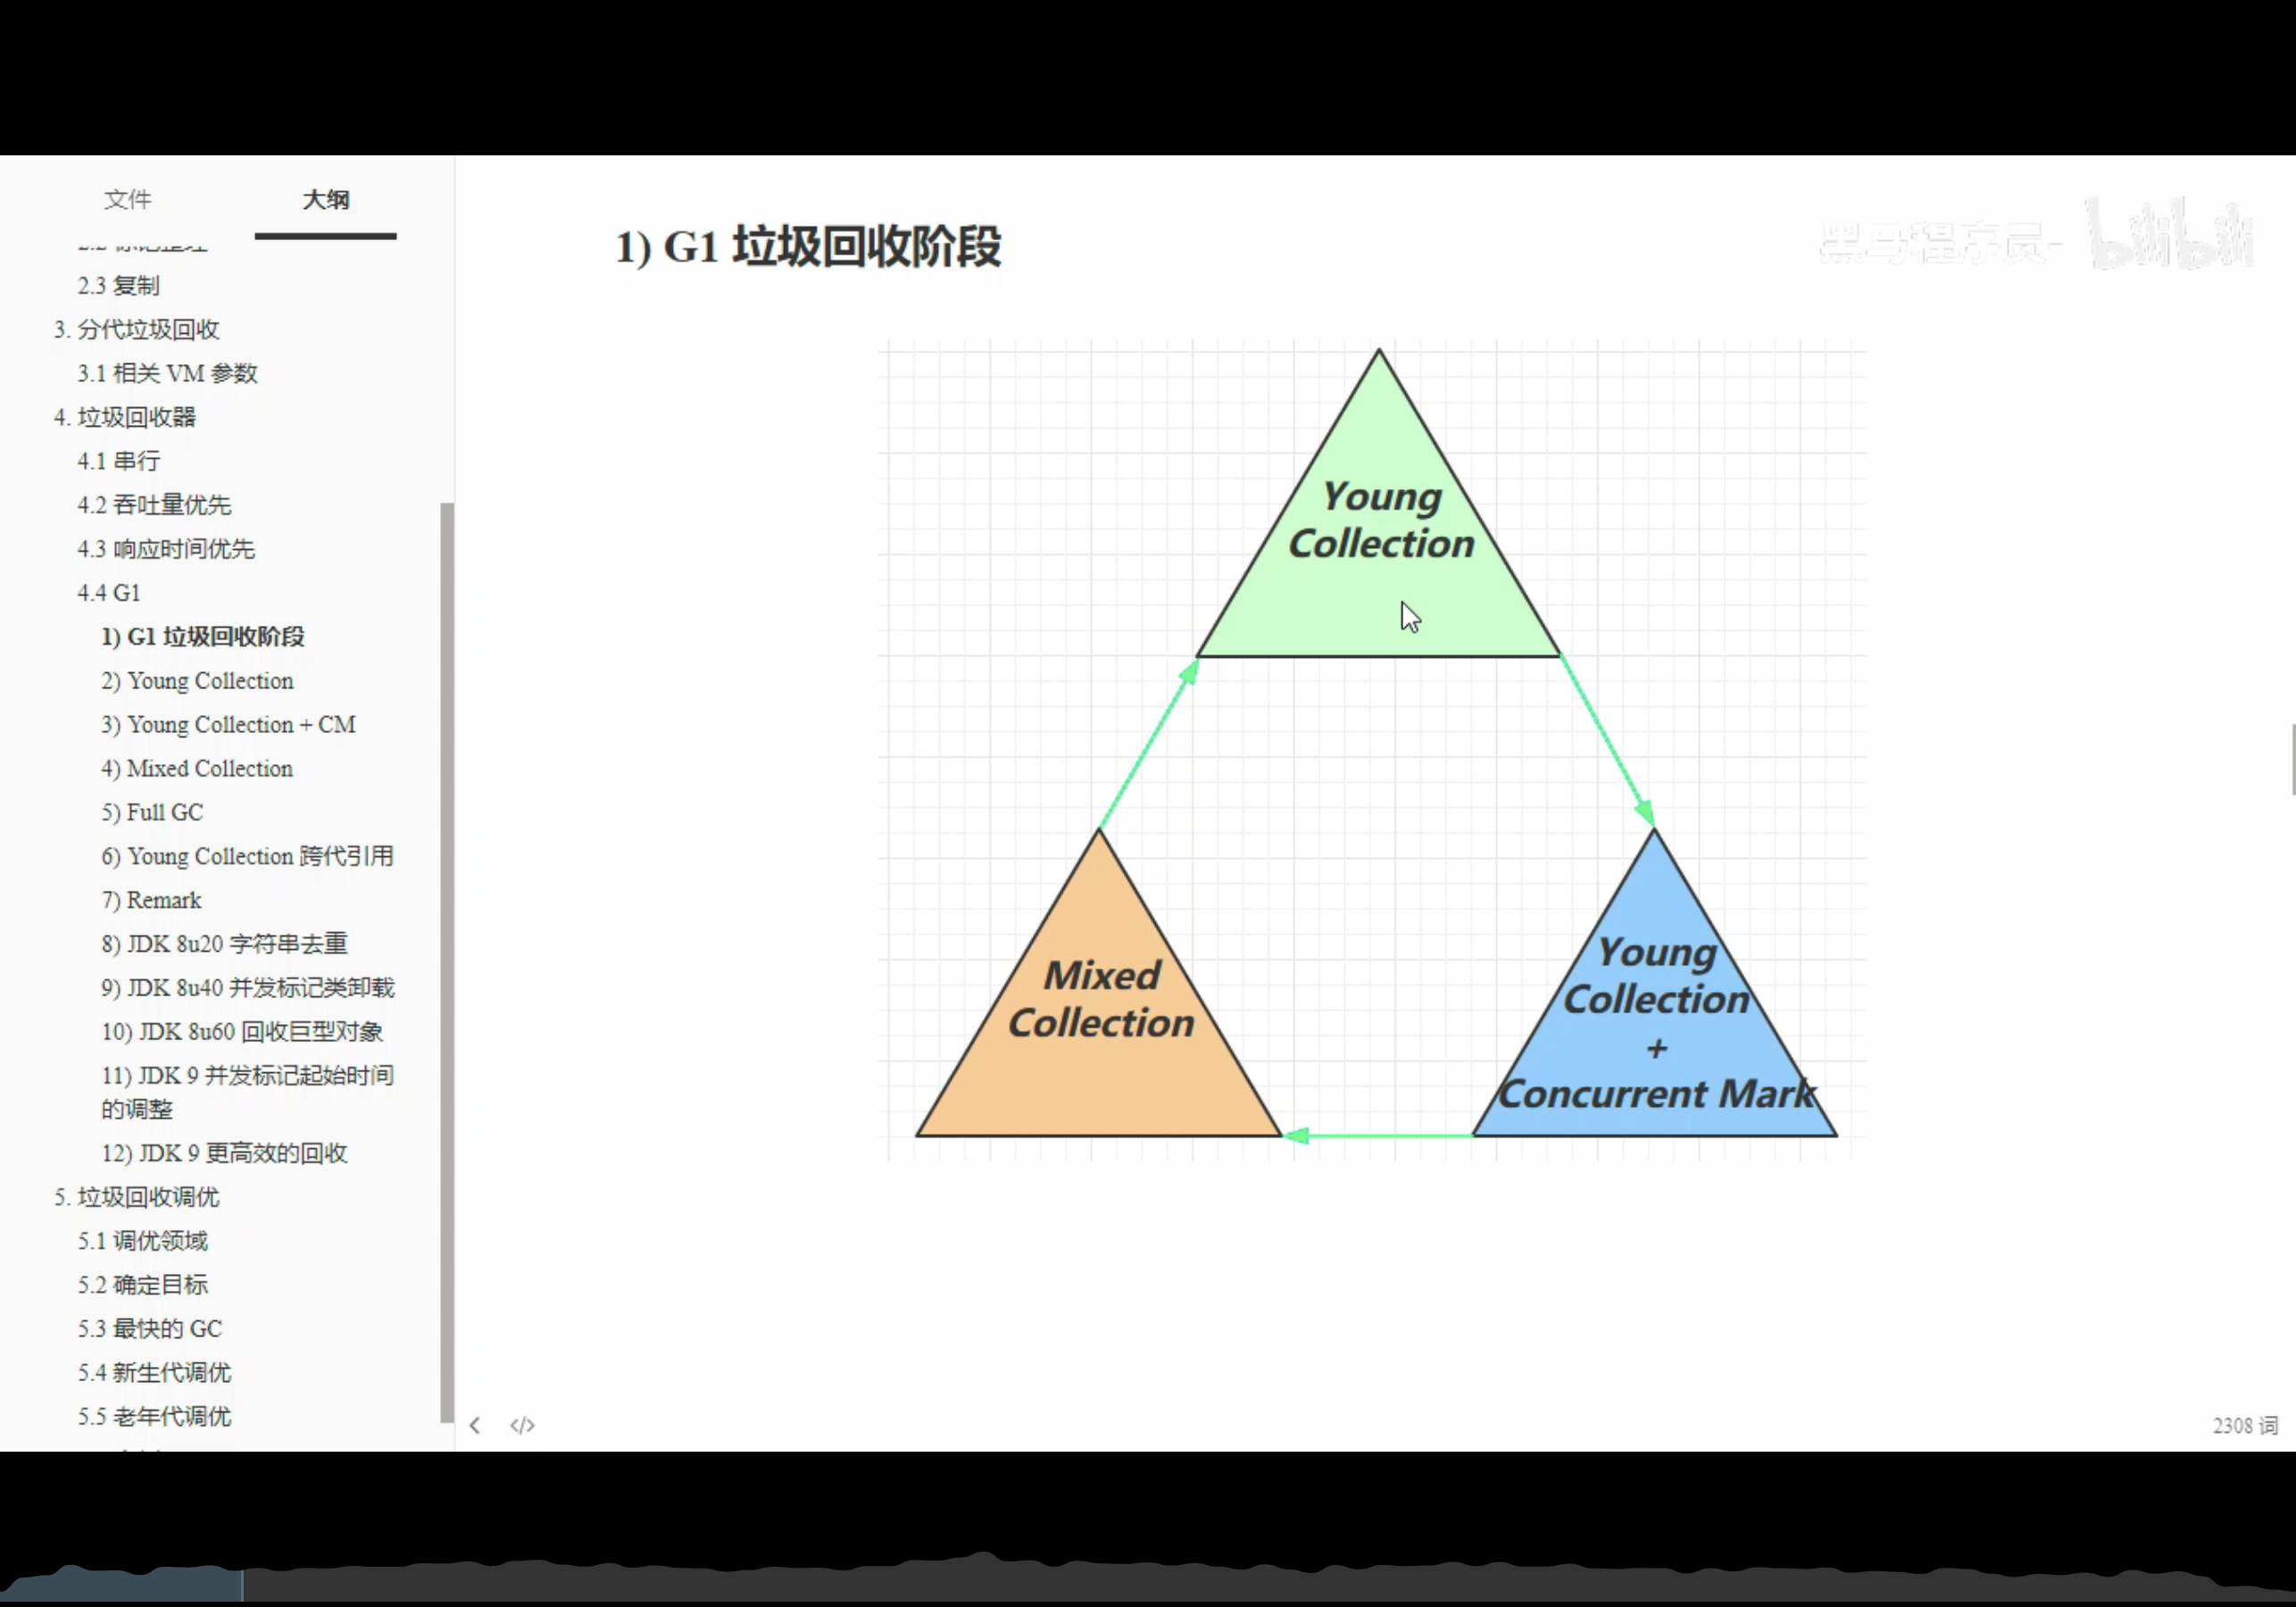 文件
大纲
2.3 复制
3. 分代垃圾回收
3.1 相关 VM 参数
4. 垃圾回收器
4.1 串行
4.2 吞吐量优先
4.3 响应时间优先
4.4 G1
1) G1 垃圾回收阶段
2) Young Collection
3) Young Collection + CM
4) Mixed Collection
5) Full GC
6) Young Collection 跨代引用
7) Remark
8) JDK 8u20 字符串去重
9) JDK 8u40 并发标记类卸载
10) JDK 8u60 回收巨型对象
11) JDK 9 并发标记起始时间
的调整
12) JDK 9 更高效的回收
5. 垃圾回收调优
5.1 调优领域
5.2 确定目标
5.3 最快的 GC
5.4 新生代调优
5.5 老年代调优
1) G1 垃圾回收阶段
黑马程序员- bilibili
Young
Collection
Mixed
Collection
Young
Collection
+
Concurrent Mark
2308 词